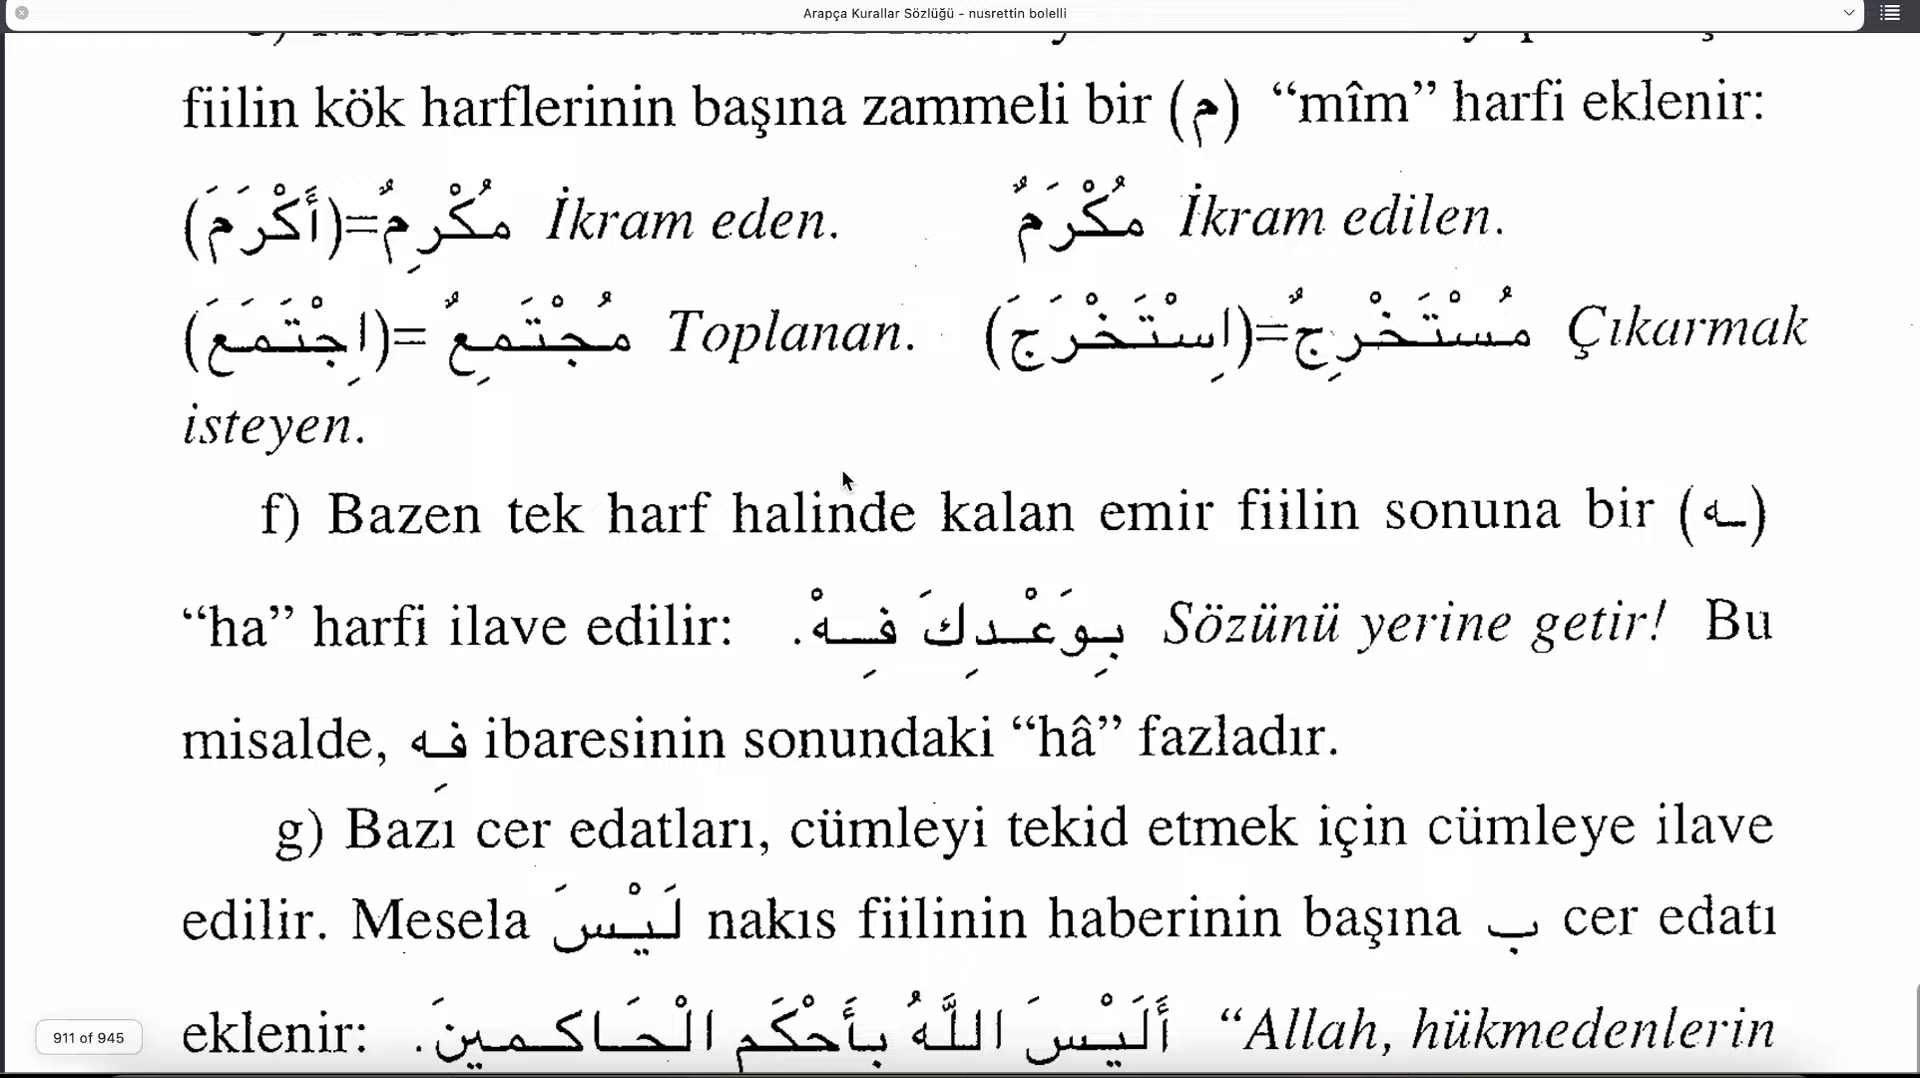 Arapça Kurallar Sözlüğü - nusrettin bolelli
fiilin kök harflerinin başına zammeli bir (م) “mîm” harfi eklenir:
(أَكْرَمَ)=مُكْرِمٌ İkram eden. مُكْرَمٌ İkram edilen.
(اِجْتَمَعَ)= مُجْتَمِعٌ Toplanan. (اِسْتَخْرَجَ)=مُسْتَخْرِجٌ Çıkarmak
isteyen.
f) Bazen tek harf halinde kalan emir fiilin sonuna bir (ـه)
“ha” harfi ilave edilir: بِوَعْدِكَ فِهْ. Sözünü yerine getir! Bu
misalde, فِه ibaresinin sonundaki “hâ” fazladır.
g) Bazı cer edatları, cümleyi tekid etmek için cümleye ilave
edilir. Mesela لَيْسَ nakıs fiilinin haberinin başına ب cer edatı
eklenir: أَلَيْسَ اللَّهُ بأَحْكَم الْحَاكمينَ. “Allah, hükmedenlerin
911 of 945